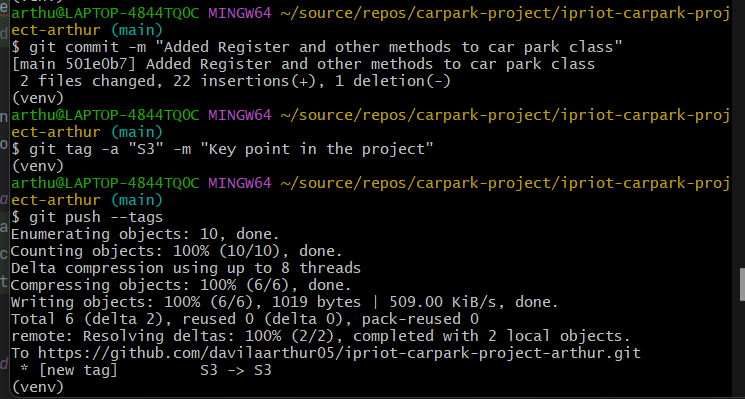 (venv)
arthu@LAPTOP-4844TQ0C MINGW64 ~/source/repos/carpark-project/ipriot-carpark-proj
ect-arthur (main)
$ git commit -m "Added Register and other methods to car park class"
[main 501e0b7] Added Register and other methods to car park class
 2 files changed, 22 insertions(+), 1 deletion(-)
(venv)
arthu@LAPTOP-4844TQ0C MINGW64 ~/source/repos/carpark-project/ipriot-carpark-proj
ect-arthur (main)
$ git tag -a "S3" -m "Key point in the project"
(venv)
arthu@LAPTOP-4844TQ0C MINGW64 ~/source/repos/carpark-project/ipriot-carpark-proj
ect-arthur (main)
$ git push --tags
Enumerating objects: 10, done.
Counting objects: 100% (10/10), done.
Delta compression using up to 8 threads
Compressing objects: 100% (6/6), done.
Writing objects: 100% (6/6), 1019 bytes | 509.00 KiB/s, done.
Total 6 (delta 2), reused 0 (delta 0), pack-reused 0
remote: Resolving deltas: 100% (2/2), completed with 2 local objects.
To https://github.com/davilaarthur05/ipriot-carpark-project-arthur.git
 * [new tag]         S3 -> S3
(venv)